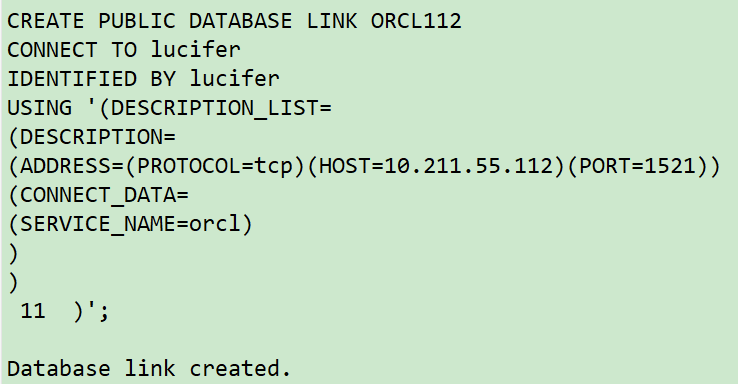 CREATE PUBLIC DATABASE LINK ORCL112
CONNECT TO lucifer
IDENTIFIED BY lucifer
USING '(DESCRIPTION_LIST=
(DESCRIPTION=
(ADDRESS=(PROTOCOL=tcp)(HOST=10.211.55.112)(PORT=1521))
(CONNECT_DATA=
(SERVICE_NAME=orcl)
)
)
 11  )';

Database link created.